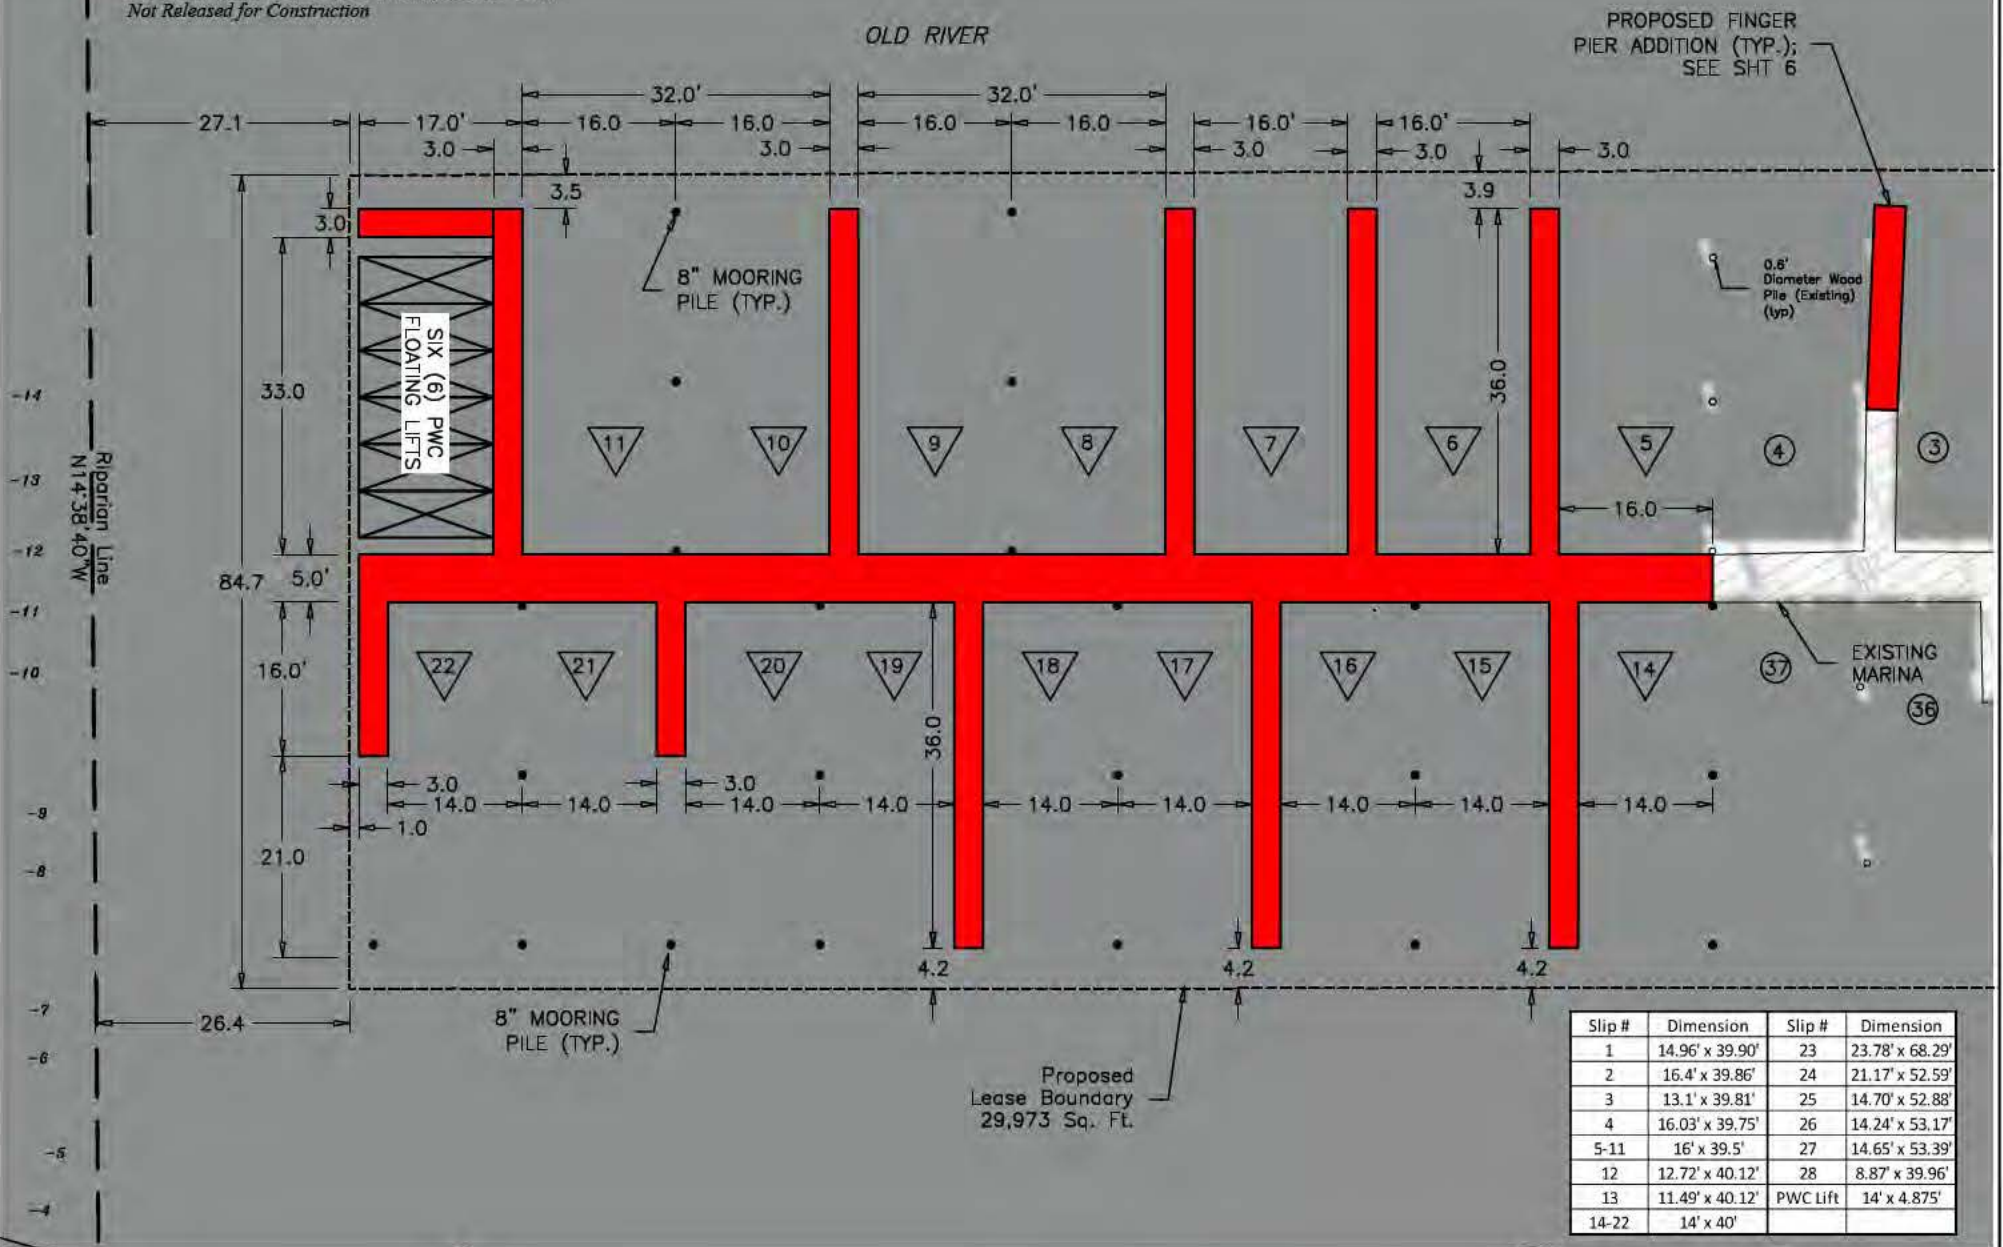 Not Released for Construction
OLD RIVER
PROPOSED FINGER
PIER ADDITION (TYP.);
SEE SHT 6
32.0' 32.0'
27.1 17.0' 16.0 16.0 16.0 16.0 16.0' 16.0'
3.0 3.0 3.0 3.0 3.0
3.5 3.9
3.0
8" MOORING
PILE (TYP.)
0.6'
Diameter Wood
Pile (Existing)
(typ)
SIX (6) PWC
FLOATING LIFTS
33.0
36.0
-14
11 10 9 8 7 6 5 4 3
-13
Riparian Line
N14°38'40"W
16.0
-12
84.7 5.0'
-11
16.0'
22 21 20 19 18 17 16 15 14 37 36
EXISTING
MARINA
-10
36.0
3.0 3.0
14.0 14.0 14.0 14.0 14.0 14.0 14.0 14.0 14.0
-9
1.0
21.0
-8
4.2 4.2 4.2
-7
26.4
8" MOORING
PILE (TYP.)
-6
Proposed
Lease Boundary
29,973 Sq. Ft.
-5
-4
Slip # Dimension Slip # Dimension
1 14.96' x 39.90' 23 23.78' x 68.29'
2 16.4' x 39.86' 24 21.17' x 52.59'
3 13.1' x 39.81' 25 14.70' x 52.88'
4 16.03' x 39.75' 26 14.24' x 53.17'
5-11 16' x 39.5' 27 14.65' x 53.39'
12 12.72' x 40.12' 28 8.87' x 39.96'
13 11.49' x 40.12' PWC Lift 14' x 4.875'
14-22 14' x 40'